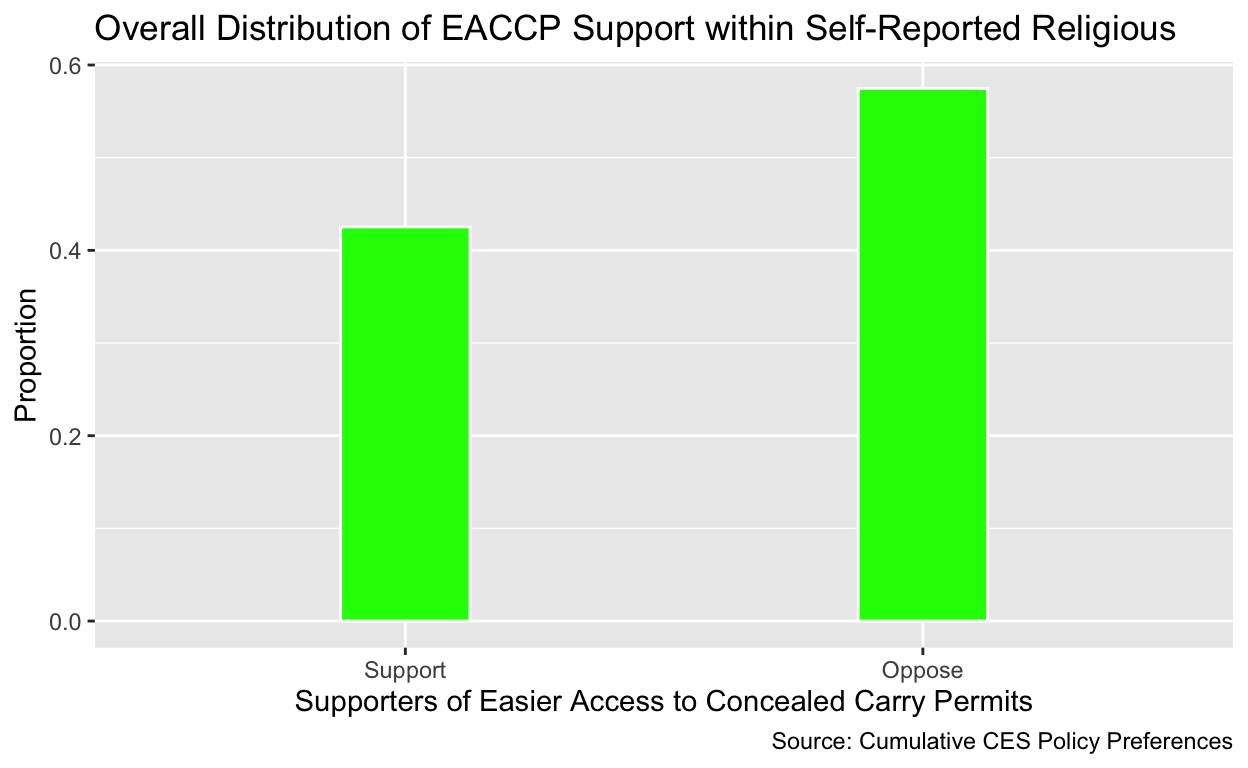 Overall Distribution of EACCP Support within Self-Reported Religious
0.6
0.4
0.2
0.0
Proportion
Support
Oppose
Supporters of Easier Access to Concealed Carry Permits
Source: Cumulative CES Policy Preferences